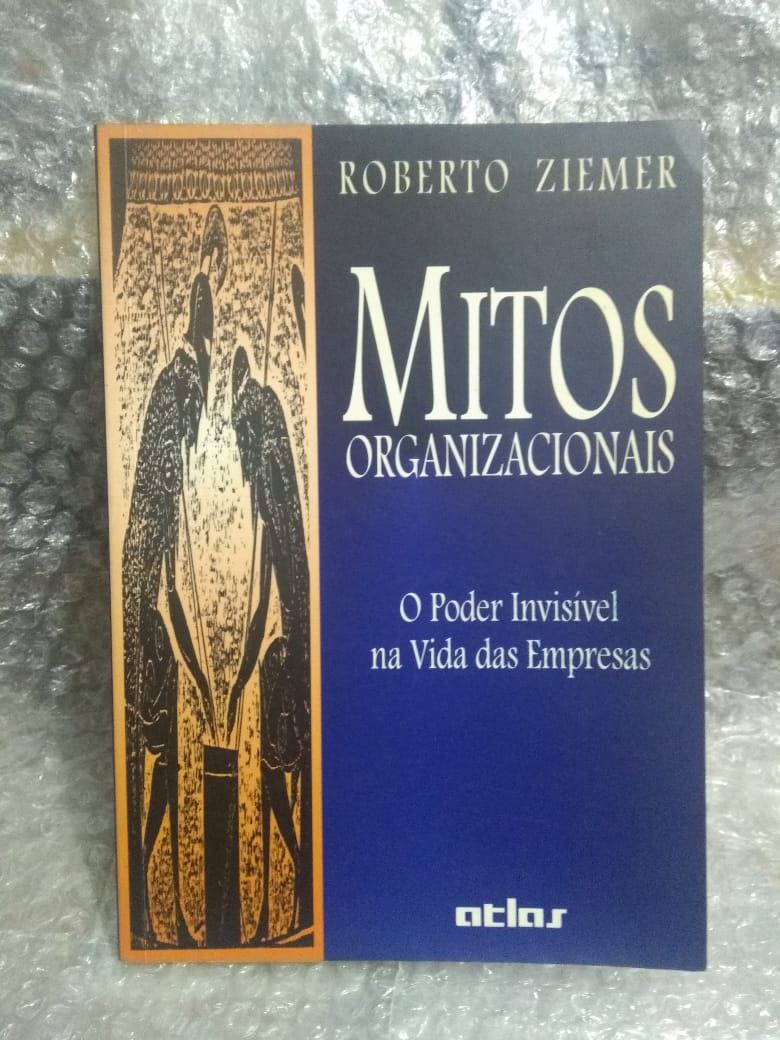 ROBERTO ZIEMER
MITOS
ORGANIZACIONAIS
O Poder Invisível
na Vida das Empresas
atlas